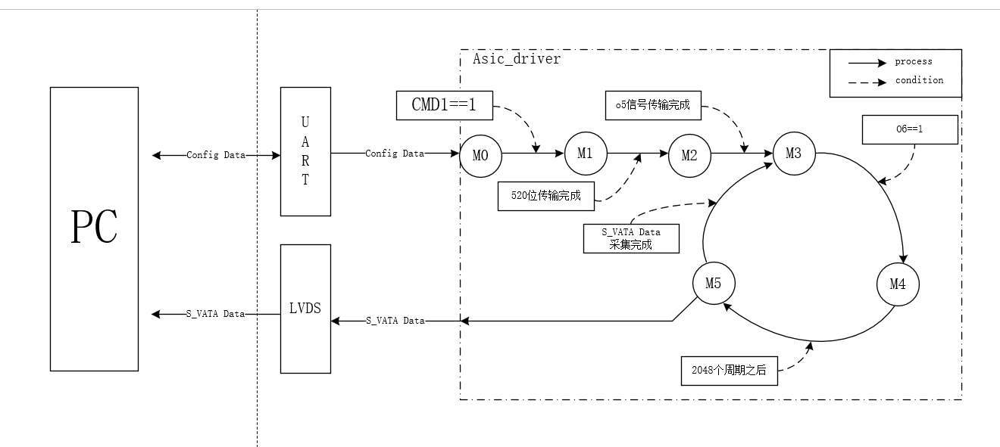 Asic_driver
process
condition
CMD1==1
o5信号传输完成
O6==1
PC
Config Data
U
A
R
T
Config Data
M0
M1
M2
M3
520位传输完成
S_VATA Data
采集完成
M5
M4
S_VATA Data
LVDS
S_VATA Data
2048个周期之后